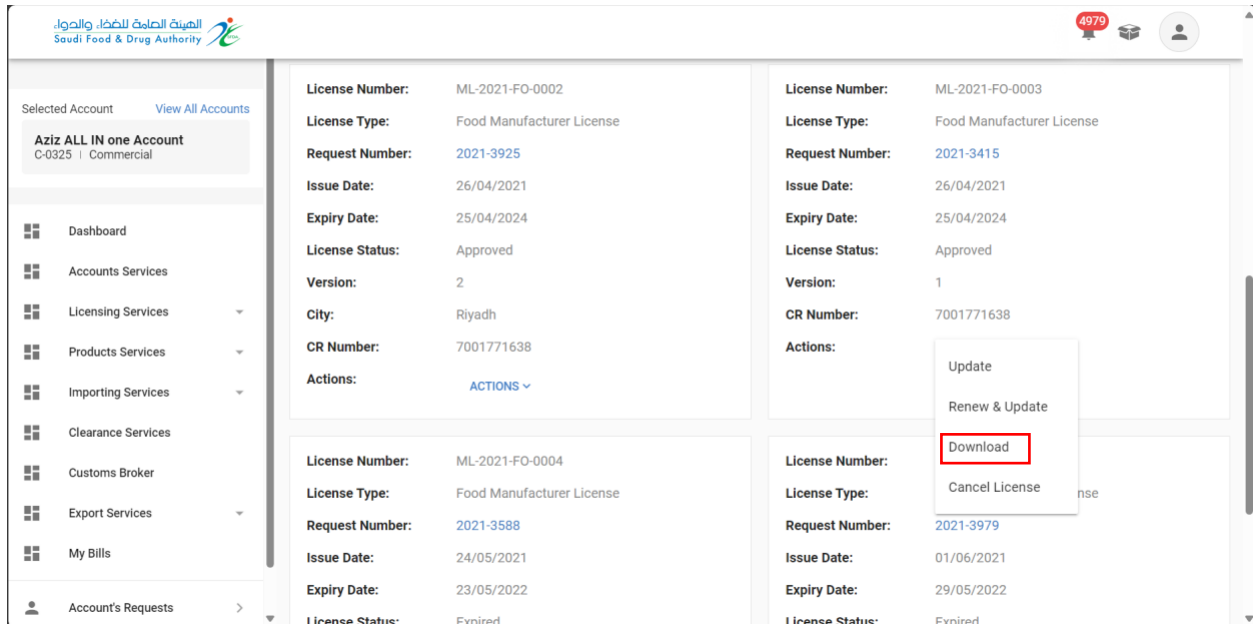 الهيئة العامة للغذاء والدواء
Saudi Food & Drug Authority
4979
Selected Account View All Accounts
Aziz ALL IN one Account
C-0325 | Commercial
Dashboard
Accounts Services
Licensing Services
Products Services
Importing Services
Clearance Services
Customs Broker
Export Services
My Bills
Account's Requests
License Number: ML-2021-FO-0002
License Type: Food Manufacturer License
Request Number: 2021-3925
Issue Date: 26/04/2021
Expiry Date: 25/04/2024
License Status: Approved
Version: 2
City: Riyadh
CR Number: 7001771638
Actions: ACTIONS
License Number: ML-2021-FO-0003
License Type: Food Manufacturer License
Request Number: 2021-3415
Issue Date: 26/04/2021
Expiry Date: 25/04/2024
License Status: Approved
Version: 1
CR Number: 7001771638
Actions:
Update
Renew & Update
Download
Cancel License
License Number: ML-2021-FO-0004
License Type: Food Manufacturer License
Request Number: 2021-3588
Issue Date: 24/05/2021
Expiry Date: 23/05/2022
License Status: Expired
License Number:
License Type:
Request Number: 2021-3979
Issue Date: 01/06/2021
Expiry Date: 29/05/2022
License Status: Expired